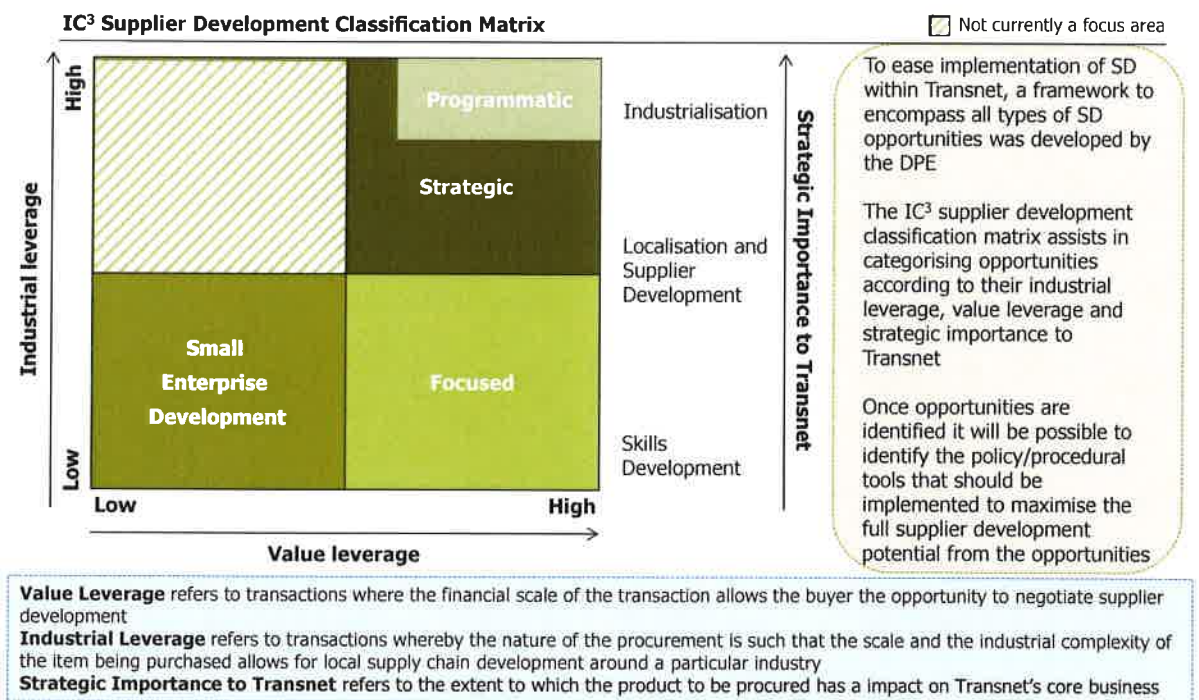 IC³ Supplier Development Classification Matrix
Not currently a focus area
High
Industrial leverage
Low
Programmatic
Strategic
Small
Enterprise
Development
Focused
Low
High
Value leverage
Industrialisation
Localisation and
Supplier
Development
Skills
Development
Strategic Importance to Transnet
To ease implementation of SD
within Transnet, a framework to
encompass all types of SD
opportunities was developed by
the DPE
The IC³ supplier development
classification matrix assists in
categorising opportunities
according to their industrial
leverage, value leverage and
strategic importance to
Transnet
Once opportunities are
identified it will be possible to
identify the policy/procedural
tools that should be
implemented to maximise the
full supplier development
potential from the opportunities
Value Leverage refers to transactions where the financial scale of the transaction allows the buyer the opportunity to negotiate supplier
development
Industrial Leverage refers to transactions whereby the nature of the procurement is such that the scale and the industrial complexity of
the item being purchased allows for local supply chain development around a particular industry
Strategic Importance to Transnet refers to the extent to which the product to be procured has a impact on Transnet's core business